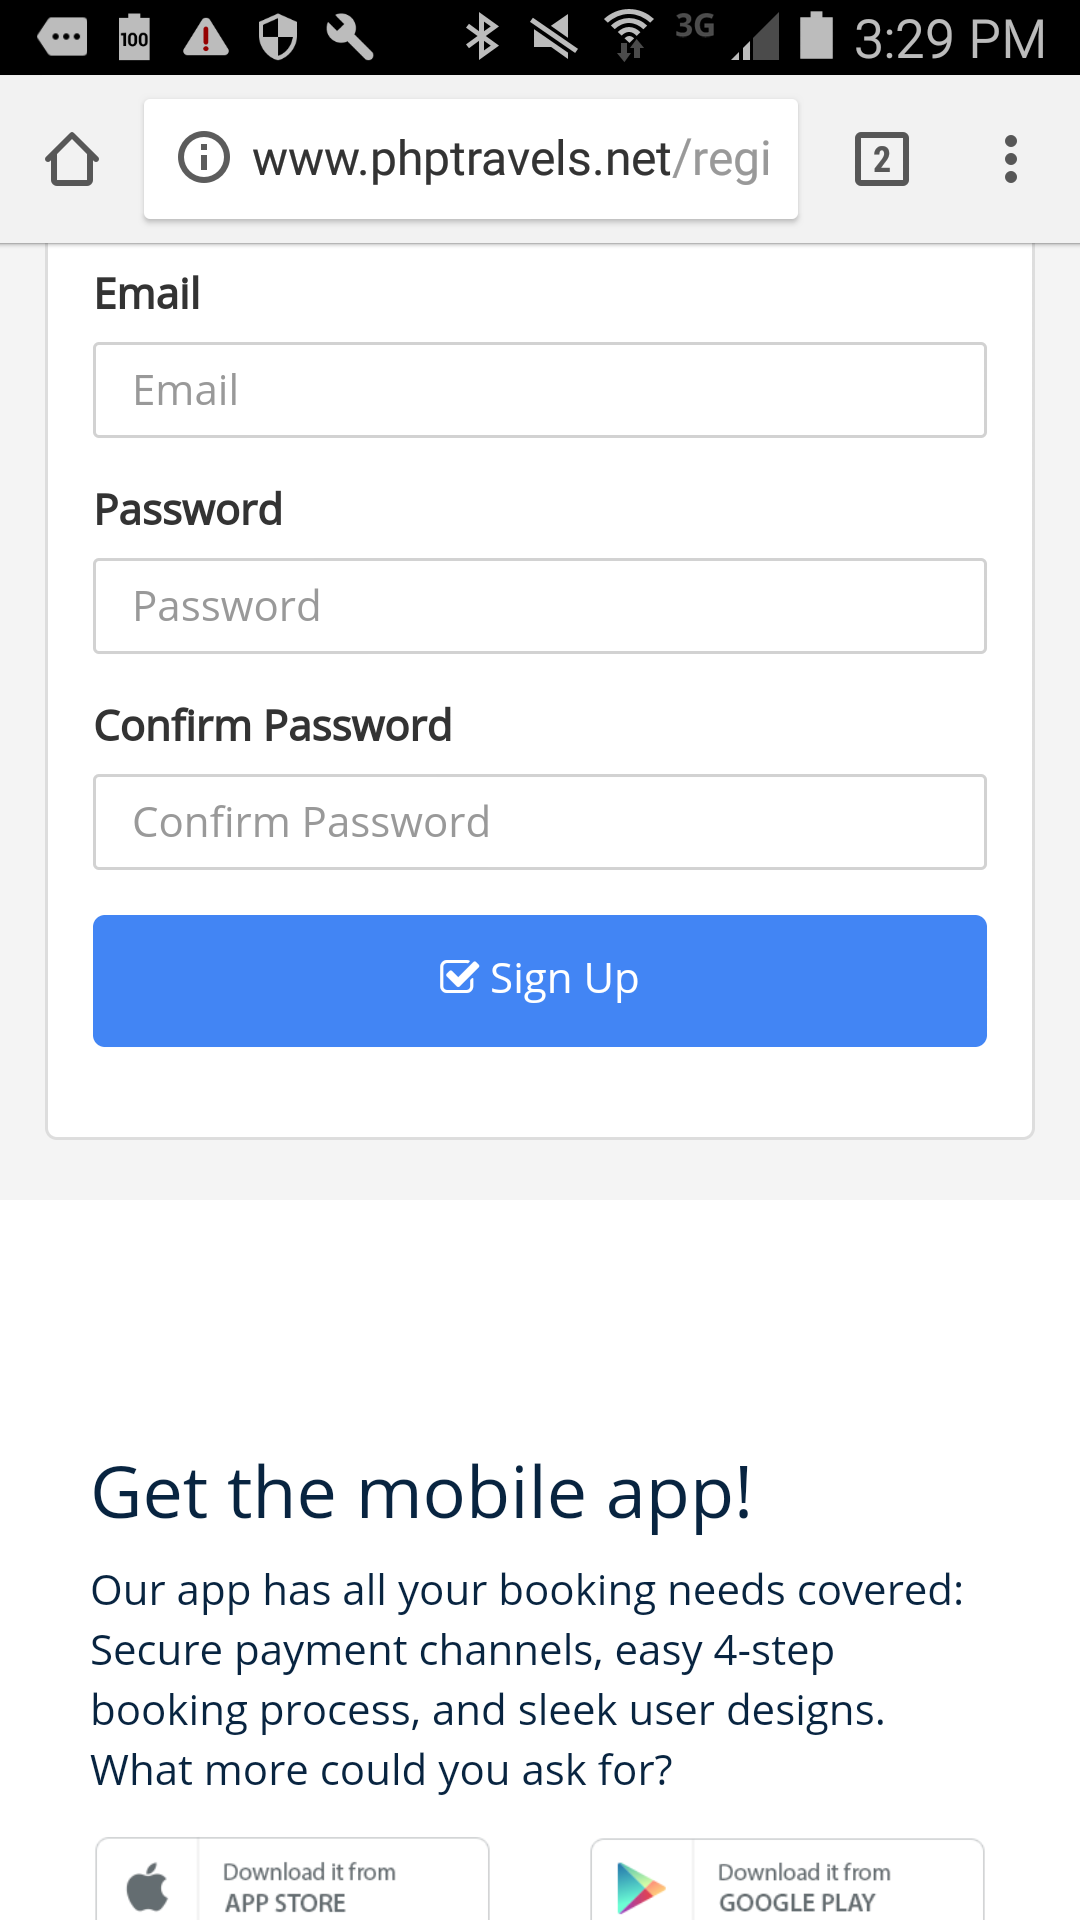 100 3G 3:29 PM
www.phptravels.net/regi 2
Email
Email
Password
Password
Confirm Password
Confirm Password
Sign Up
Get the mobile app!
Our app has all your booking needs covered:
Secure payment channels, easy 4-step
booking process, and sleek user designs.
What more could you ask for?
Download it from
APP STORE
Download it from
GOOGLE PLAY